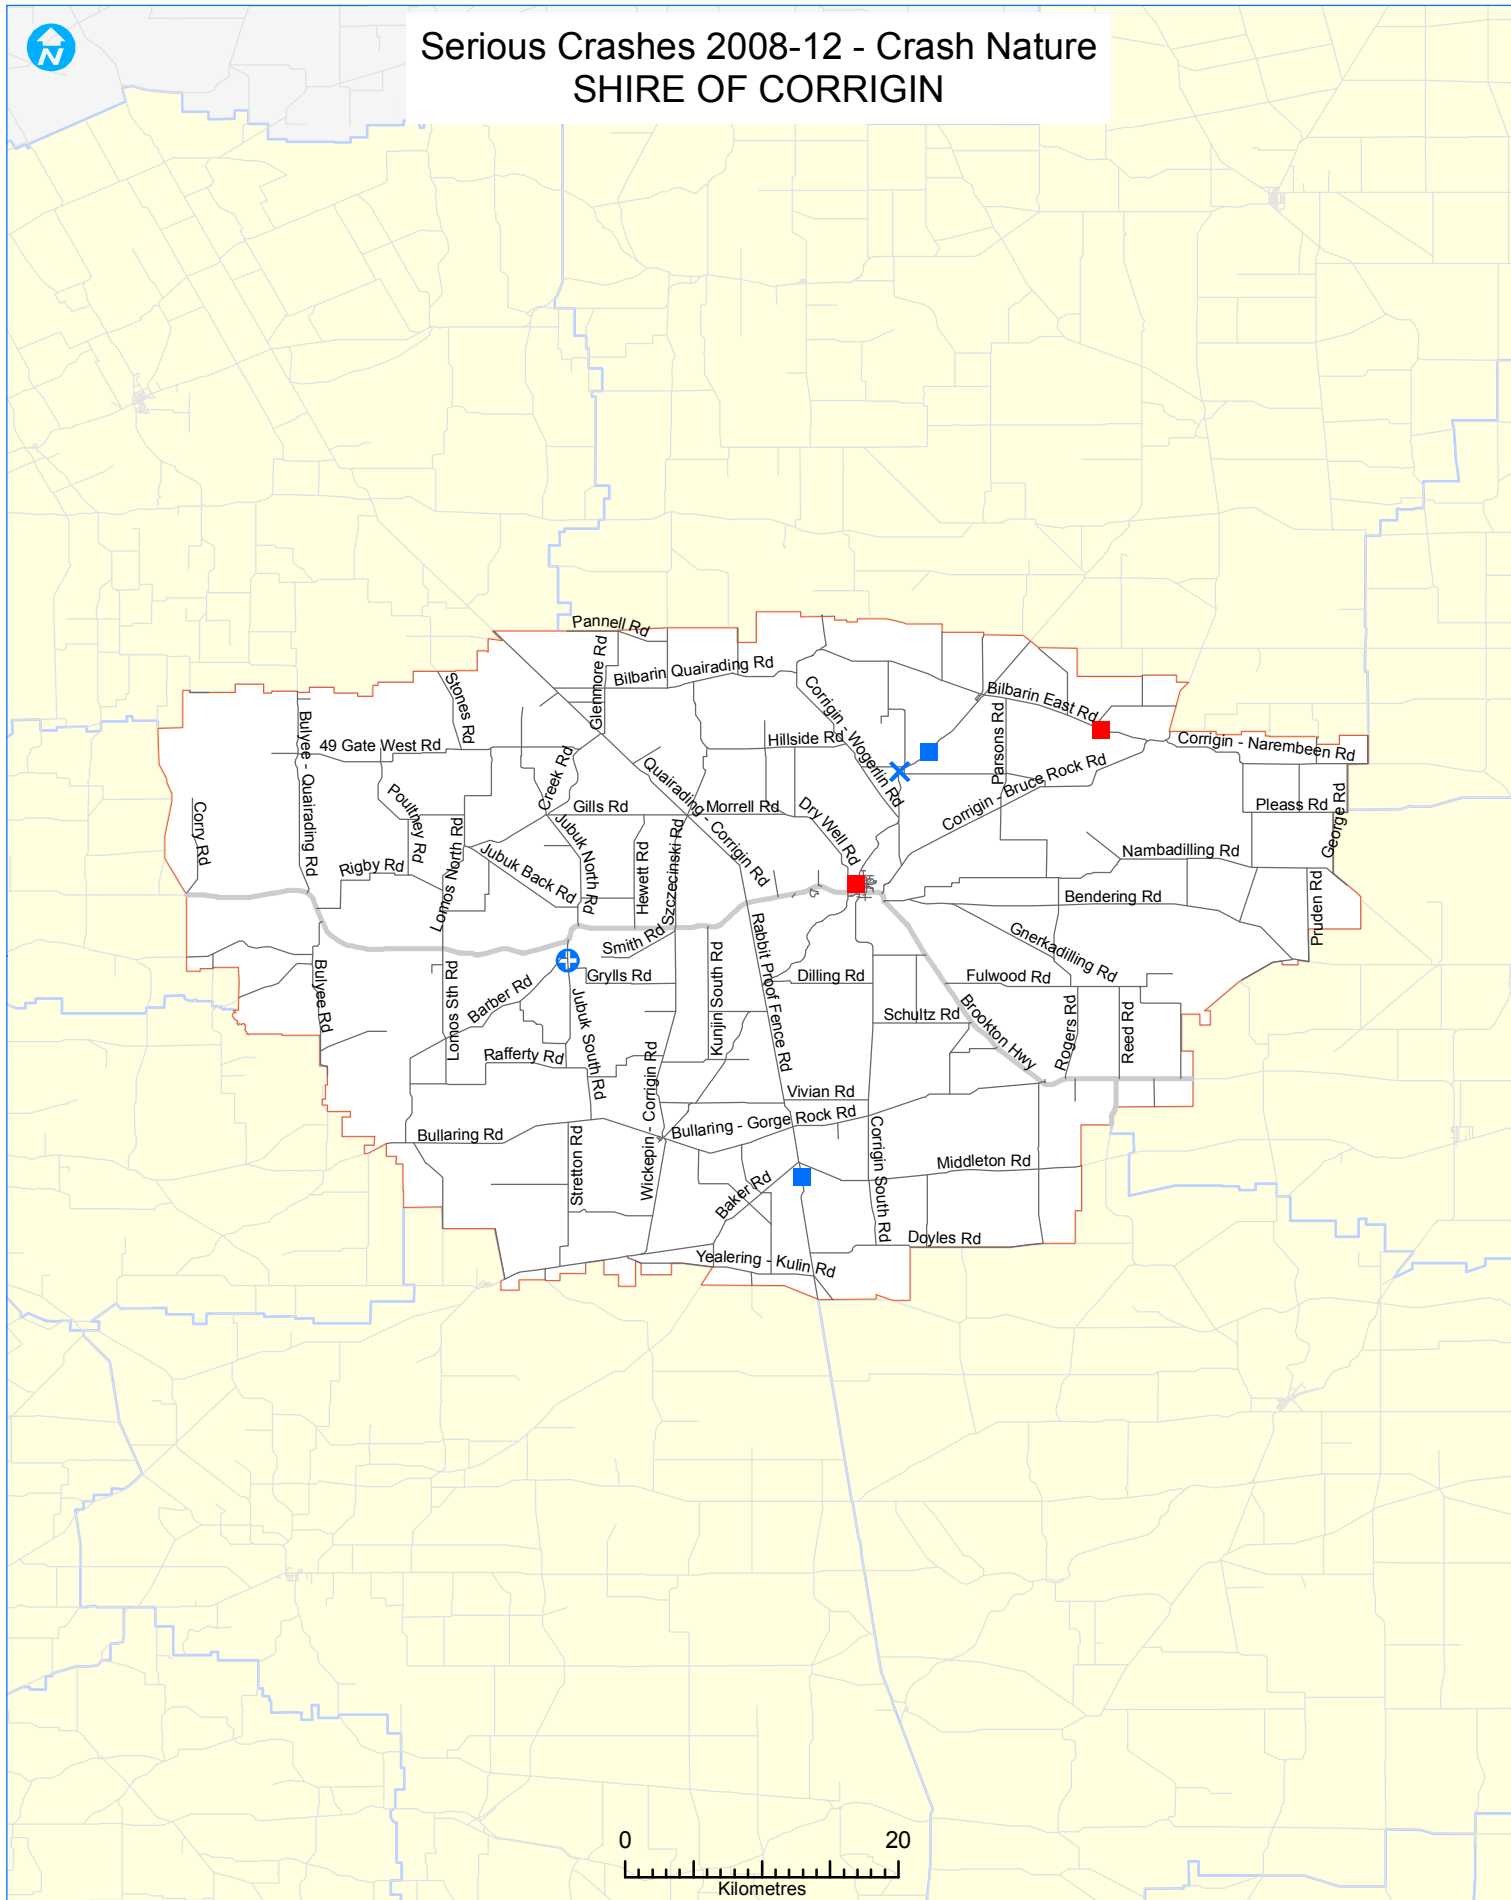 N
Serious Crashes 2008-12 - Crash Nature
SHIRE OF CORRIGIN
Pannell Rd
Glenmore Rd
Bilbarin Quairading Rd
Stones Rd
Corrigin - Wogerlin Rd
Bilbarin East Rd
Parsons Rd
Bulyee - Quairading Rd
49 Gate West Rd
Hillside Rd
Corrigin - Narembeen Rd
Creek Rd
Quairading - Corrigin Rd
Corrigin - Bruce Rock Rd
Poultney Rd
Gills Rd
Morrell Rd
Dry Well Rd
Pleass Rd
George Rd
Corry Rd
Lomos North Rd
Jubuk North Rd
Hewett Rd
Szczecinski Rd
Rigby Rd
Jubuk Back Rd
Nambadilling Rd
Bendering Rd
Pruden Rd
Smith Rd
Gnerkadilling Rd
Bulyee Rd
Lomos Sth Rd
Barber Rd
Grylls Rd
Kunjin South Rd
Rabbit Proof Fence Rd
Dilling Rd
Fulwood Rd
Jubuk South Rd
Schultz Rd
Brookton Hwy
Rogers Rd
Reed Rd
Rafferty Rd
Wickepin - Corrigin Rd
Vivian Rd
Bullaring Rd
Bullaring - Gorge Rock Rd
Stretton Rd
Corrigin South Rd
Middleton Rd
Baker Rd
Doyles Rd
Yealering - Kulin Rd
0 20
Kilometres